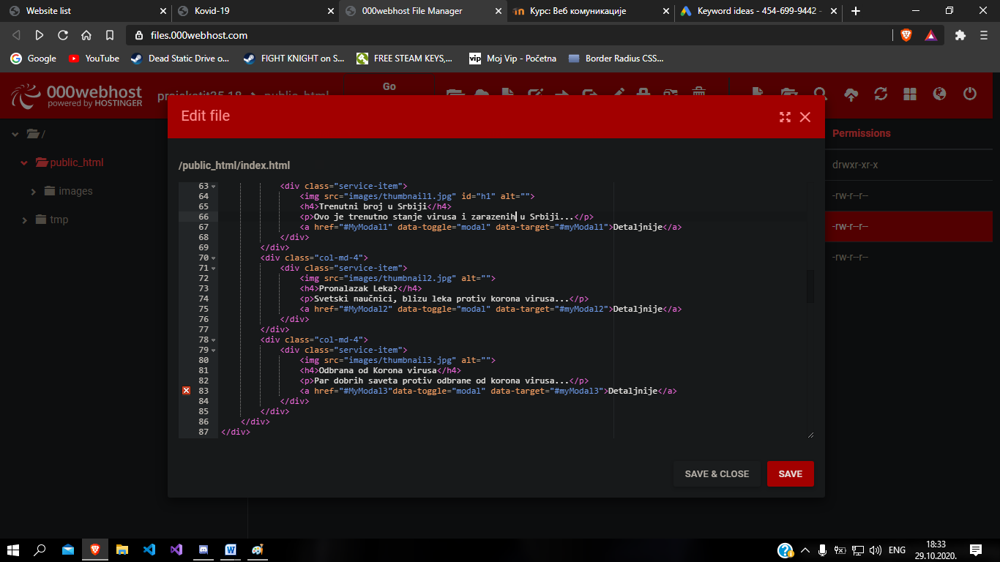 Website list
Kovid-19
000webhost File Manager
Курс: Веб комуникације
Keyword ideas - 454-699-9442 -
files.000webhost.com
Google
YouTube
Dead Static Drive o...
FIGHT KNIGHT on S...
FREE STEAM KEYS,...
vip Moj Vip - Početna
Border Radius CSS...
000webhost
powered by HOSTINGER
public_html
Go
Edit file
/
public_html
images
tmp
Permissions
drwxr-xr-x
-rw-r--r--
-rw-r--r--
-rw-r--r--
/public_html/index.html
63 <div class="service-item">
64 <img src="images/thumbnail1.jpg" id="h1" alt="">
65 <h4>Trenutni broj u Srbiji</h4>
66 <p>Ovo je trenutno stanje virusa i zarazenih u Srbiji...</p>
67 <a href="#MyModal1" data-toggle="modal" data-target="#myModal1">Detaljnije</a>
68 </div>
69 </div>
70 <div class="col-md-4">
71 <div class="service-item">
72 <img src="images/thumbnail2.jpg" alt="">
73 <h4>Pronalazak Leka?</h4>
74 <p>Svetski naučnici, blizu leka protiv korona virusa...</p>
75 <a href="#MyModal2" data-toggle="modal" data-target="#myModal2">Detaljnije</a>
76 </div>
77 </div>
78 <div class="col-md-4">
79 <div class="service-item">
80 <img src="images/thumbnail3.jpg" alt="">
81 <h4>Odbrana od Korona virusa</h4>
82 <p>Par dobrih saveta protiv odbrane od korona virusa...</p>
83 <a href="#MyModal3"data-toggle="modal" data-target="#myModal3">Detaljnije</a>
84 </div>
85 </div>
86 </div>
87 </div>
SAVE & CLOSE
SAVE
ENG
18:33
29.10.2020.